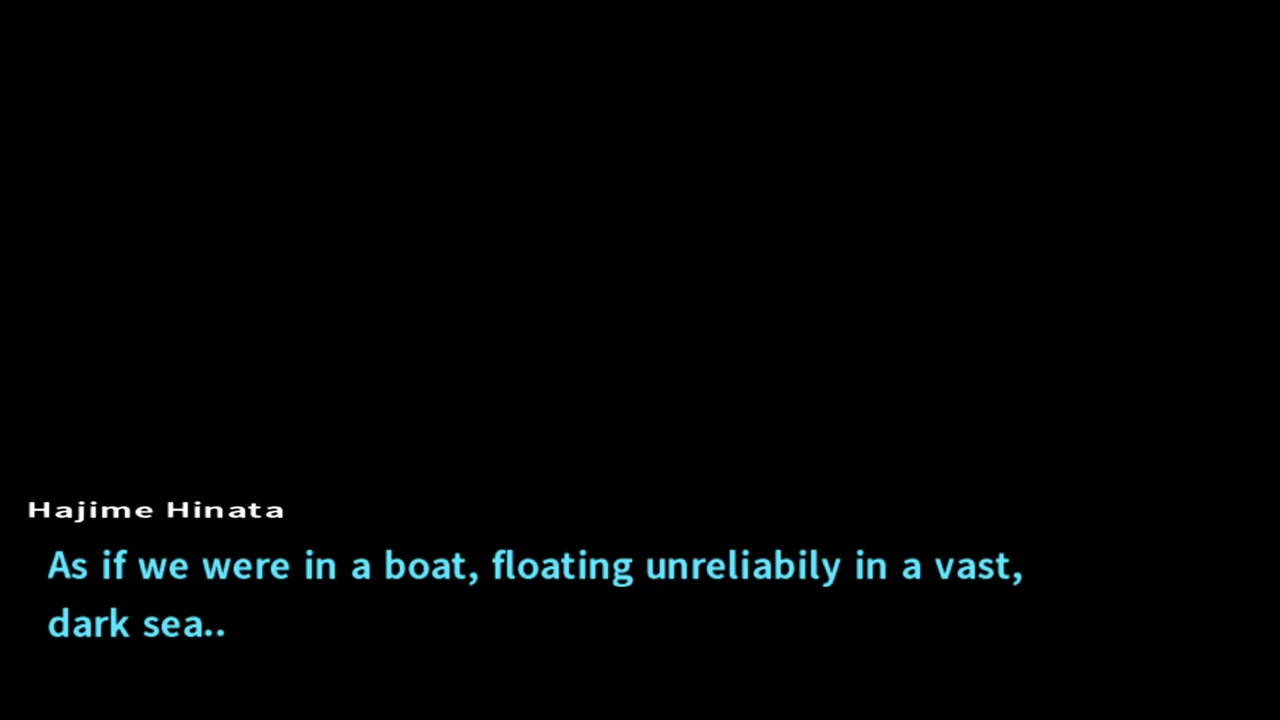 Hajime Hinata
As if we were in a boat, floating unreliabily in a vast,
dark sea..